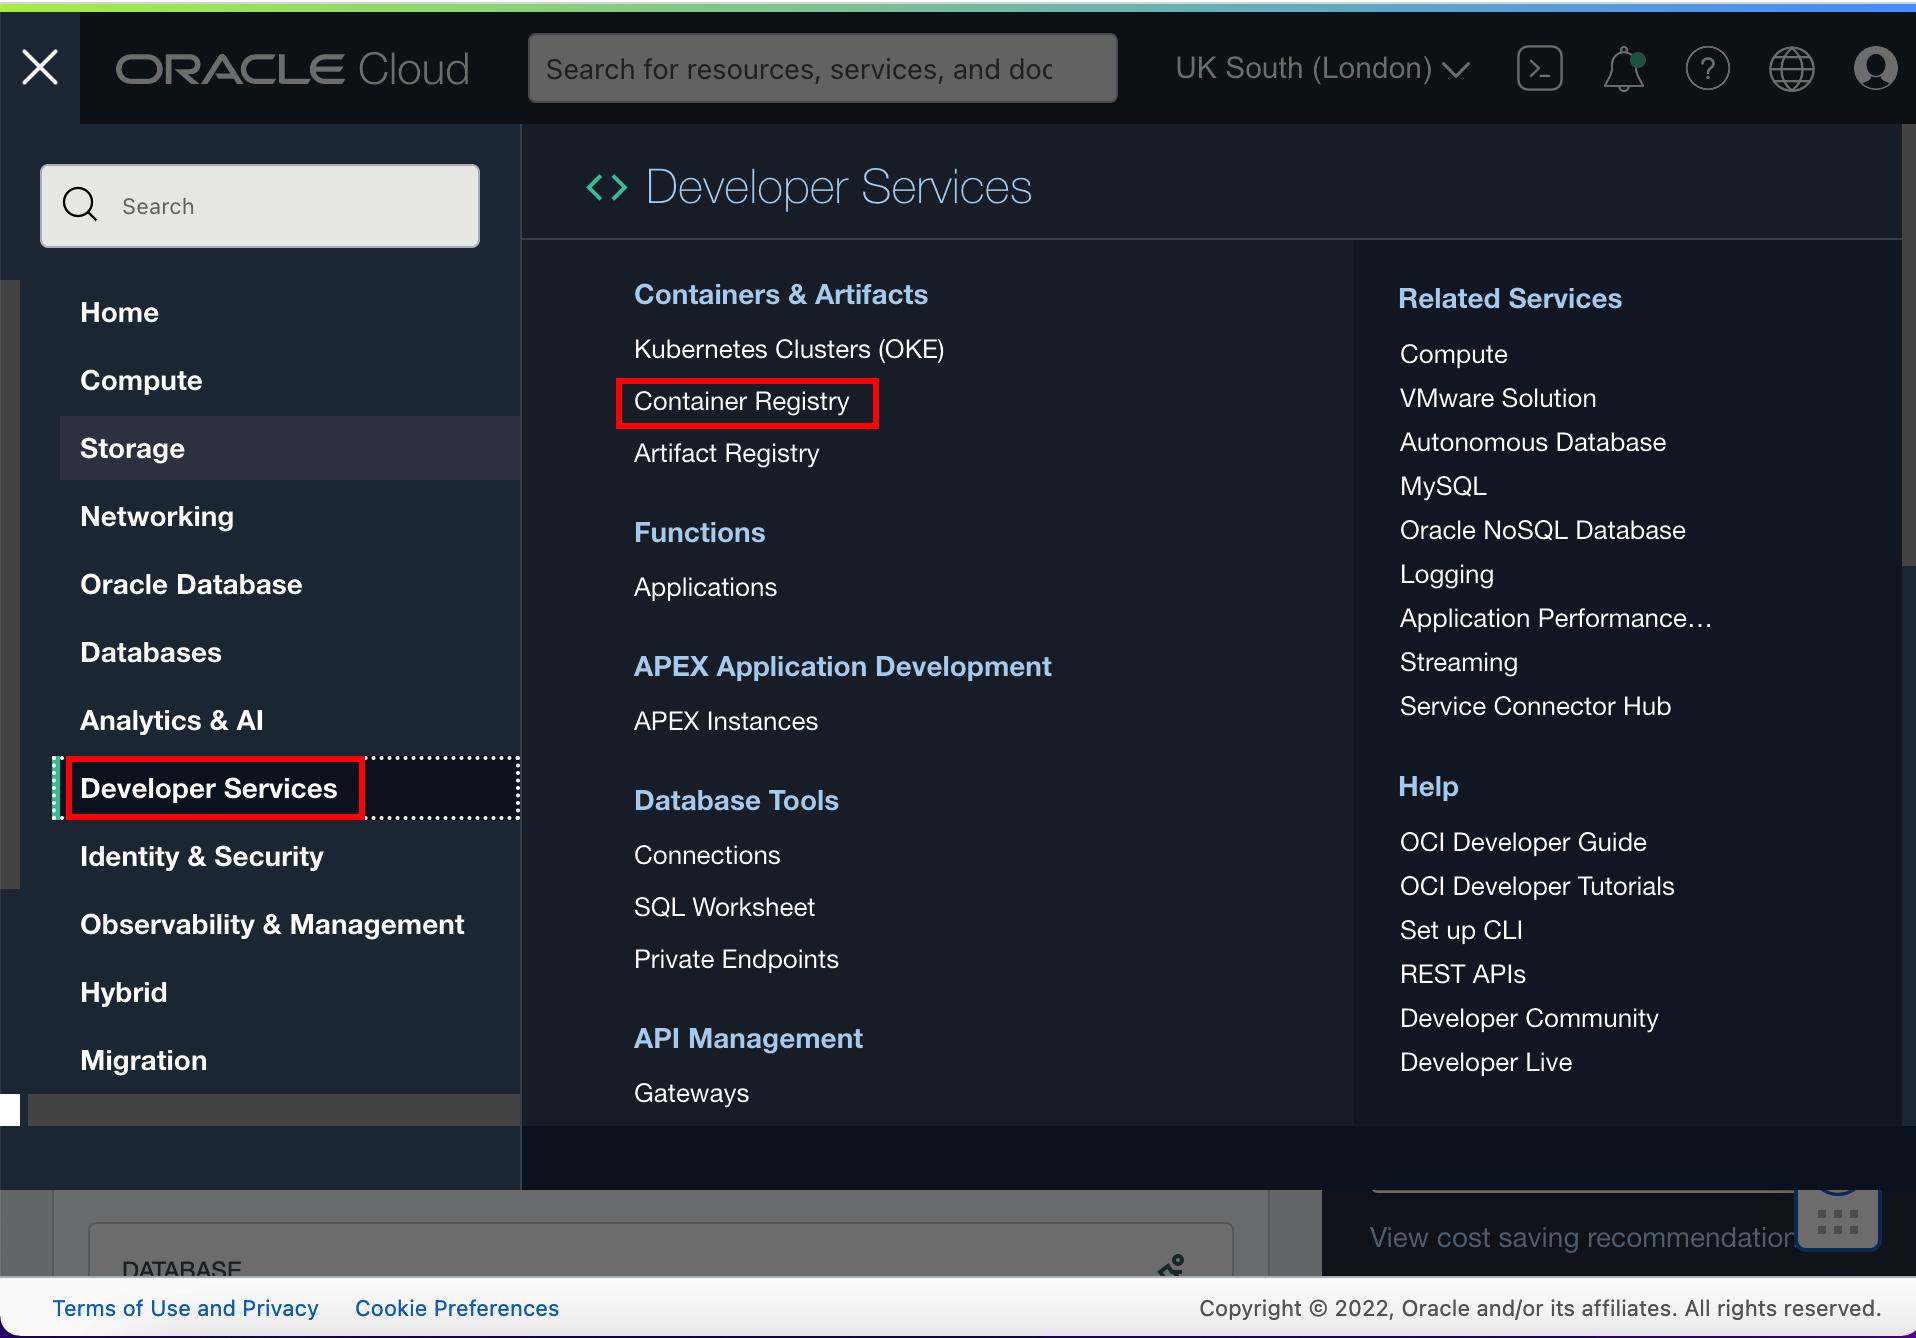 ORACLE Cloud
Search for resources, services, and doc
UK South (London)
Search
Home
Compute
Storage
Networking
Oracle Database
Databases
Analytics & AI
Developer Services
Identity & Security
Observability & Management
Hybrid
Migration
Developer Services
Containers & Artifacts
Kubernetes Clusters (OKE)
Container Registry
Artifact Registry
Functions
Applications
APEX Application Development
APEX Instances
Database Tools
Connections
SQL Worksheet
Private Endpoints
API Management
Gateways
Related Services
Compute
VMware Solution
Autonomous Database
MySQL
Oracle NoSQL Database
Logging
Application Performance…
Streaming
Service Connector Hub
Help
OCI Developer Guide
OCI Developer Tutorials
Set up CLI
REST APIs
Developer Community
Developer Live
DATABASE
View cost saving recommendation
Terms of Use and Privacy
Cookie Preferences
Copyright © 2022, Oracle and/or its affiliates. All rights reserved.